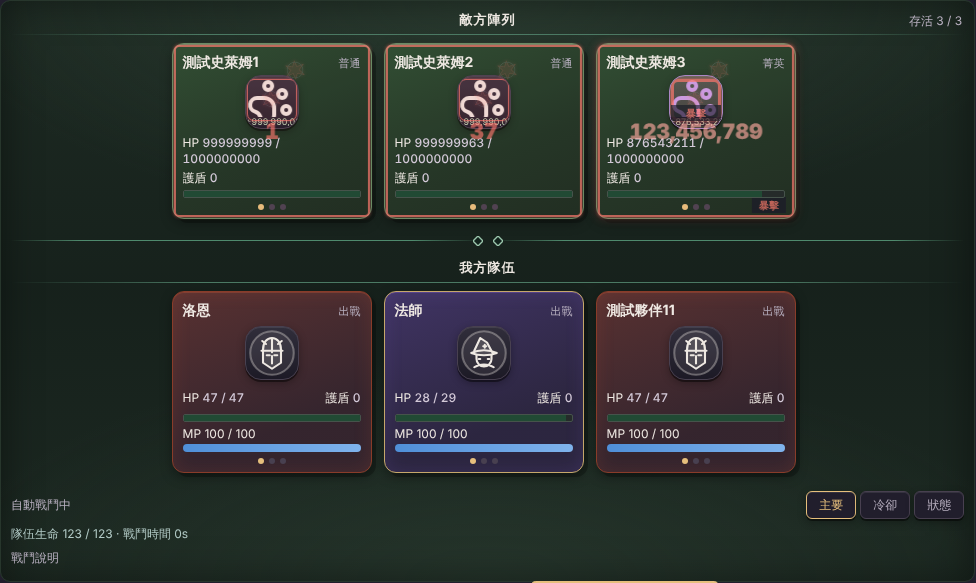 敵方陣列
存活 3 / 3
測試史萊姆1 普通
1
HP 999999999 /
1000000000
護盾 0
測試史萊姆2 普通
37
HP 999999963 /
1000000000
護盾 0
測試史萊姆3 菁英
暴擊
123,456,789
HP 876543211 /
1000000000
護盾 0
暴擊
我方隊伍
洛恩 出戰
HP 47 / 47 護盾 0
MP 100 / 100
法師 出戰
HP 28 / 29 護盾 0
MP 100 / 100
測試夥伴11 出戰
HP 47 / 47 護盾 0
MP 100 / 100
自動戰鬥中
主要 冷卻 狀態
隊伍生命 123 / 123 · 戰鬥時間 0s
戰鬥說明